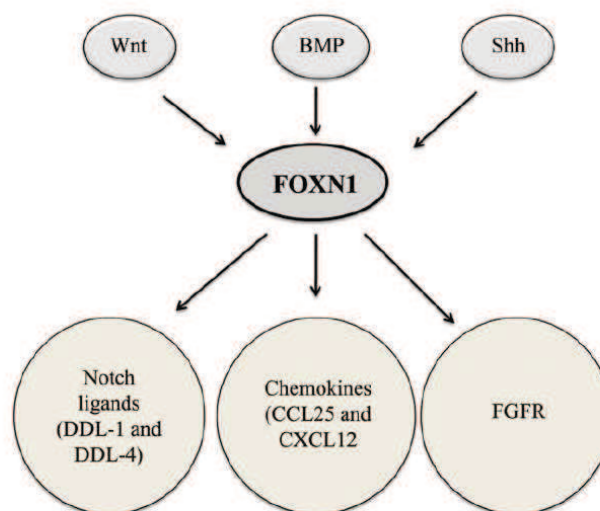 Wnt
BMP
Shh
FOXN1
Notch
ligands
(DDL-1 and
DDL-4)
Chemokines
(CCL25 and
CXCL12
FGFR